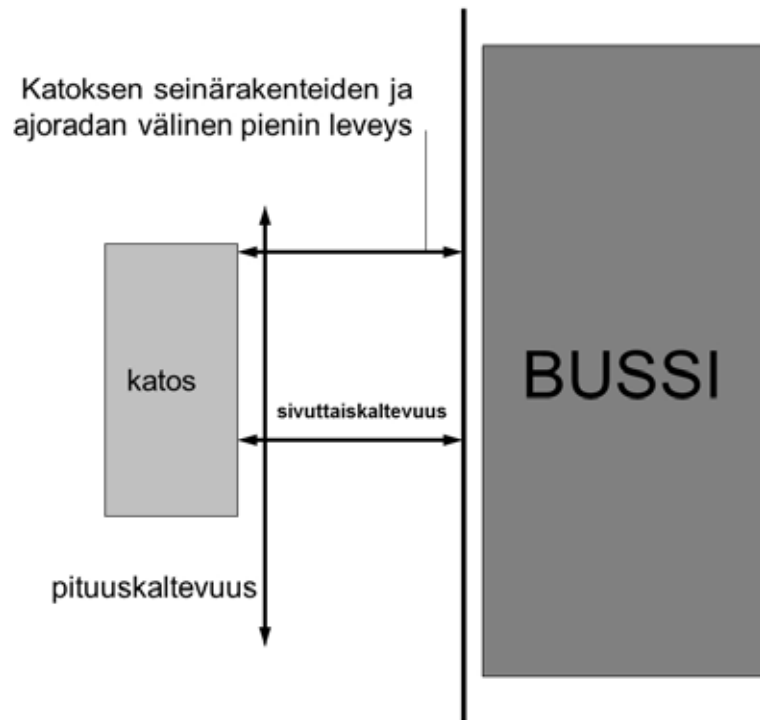 Katoksen seinärakenteiden ja
ajoradan välinen pienin leveys
katos
BUSSI
sivuttaiskaltevuus
pituuskaltevuus